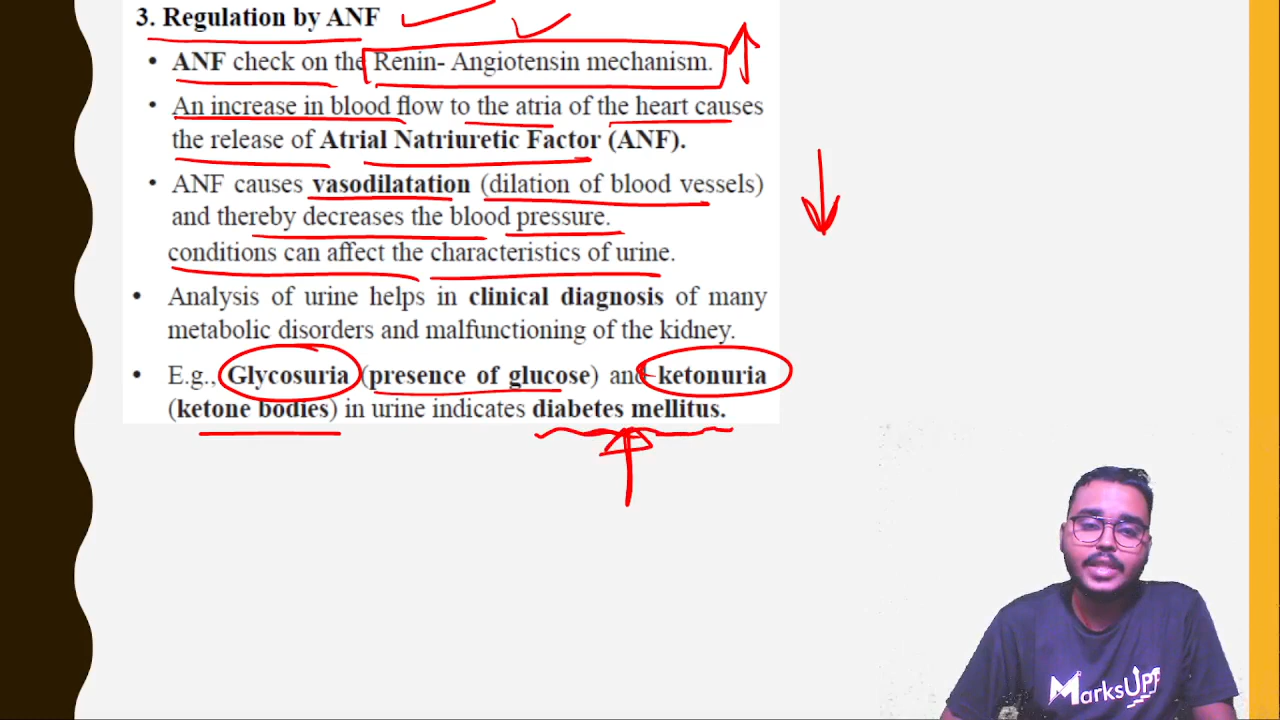 3. Regulation by ANF
• ANF check on the Renin- Angiotensin mechanism.
• An increase in blood flow to the atria of the heart causes
the release of Atrial Natriuretic Factor (ANF).
• ANF causes vasodilatation (dilation of blood vessels)
and thereby decreases the blood pressure.
conditions can affect the characteristics of urine.
• Analysis of urine helps in clinical diagnosis of many
metabolic disorders and malfunctioning of the kidney.
• E.g., Glycosuria (presence of glucose) and ketonuria
(ketone bodies) in urine indicates diabetes mellitus.
MarksUp